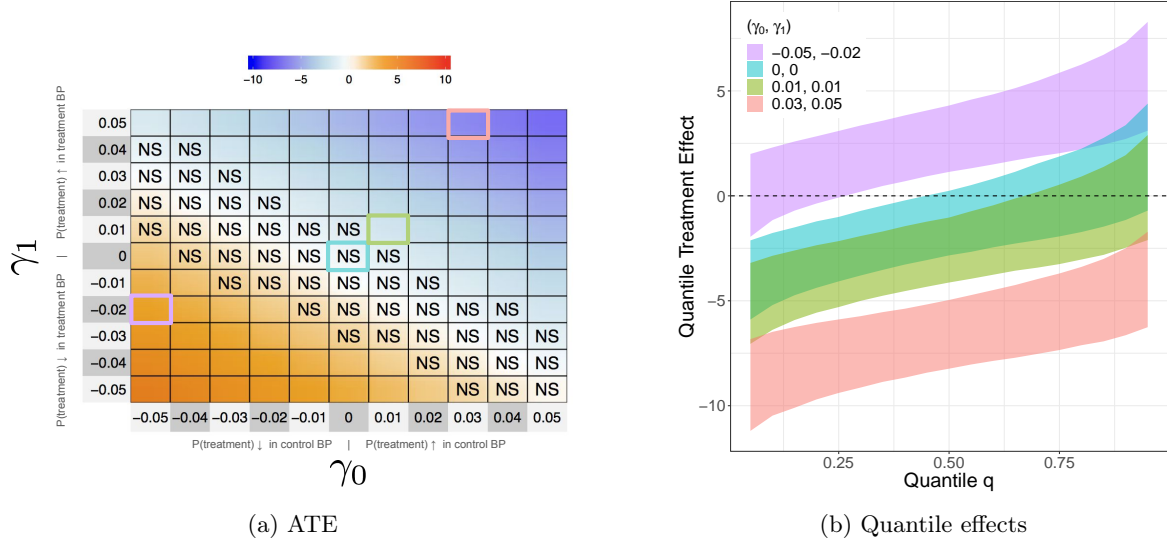 −10 −5 0 5 10
γ1
P(treatment) ↓ in treatment BP | P(treatment) ↑ in treatment BP
0.05
0.04 NS NS
0.03 NS NS NS
0.02 NS NS NS NS
0.01 NS NS NS NS NS NS
0 NS NS NS NS NS NS
−0.01 NS NS NS NS NS NS
−0.02 NS NS NS NS NS NS
−0.03 NS NS NS NS NS NS
−0.04 NS NS NS NS
−0.05 NS NS NS
−0.05 −0.04 −0.03 −0.02 −0.01 0 0.01 0.02 0.03 0.04 0.05
P(treatment) ↓ in control BP | P(treatment) ↑ in control BP
γ0
(a) ATE
Quantile Treatment Effect
5
0
−5
−10
(γ0, γ1)
−0.05, −0.02
0, 0
0.01, 0.01
0.03, 0.05
0.25 0.50 0.75
Quantile q
(b) Quantile effects